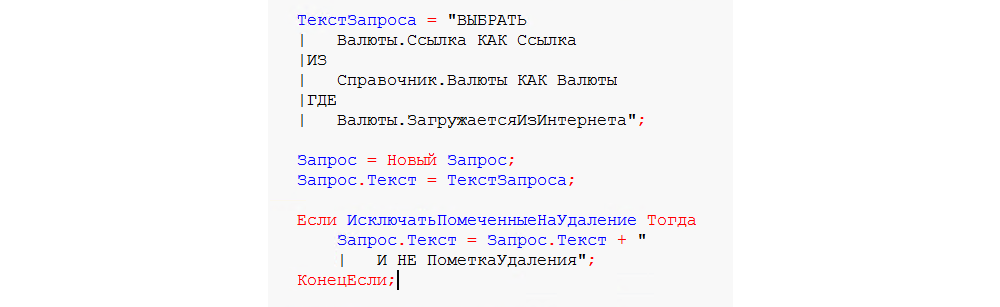 ТекстЗапроса = "ВЫБРАТЬ
|   Валюты.Ссылка КАК Ссылка
|ИЗ
|   Справочник.Валюты КАК Валюты
|ГДЕ
|   Валюты.ЗагружаетсяИзИнтернета";
Запрос = Новый Запрос;
Запрос.Текст = ТекстЗапроса;
Если ИсключатьПомеченныеНаУдаление Тогда
    Запрос.Текст = Запрос.Текст + "
    |   И НЕ ПометкаУдаления";
КонецЕсли;